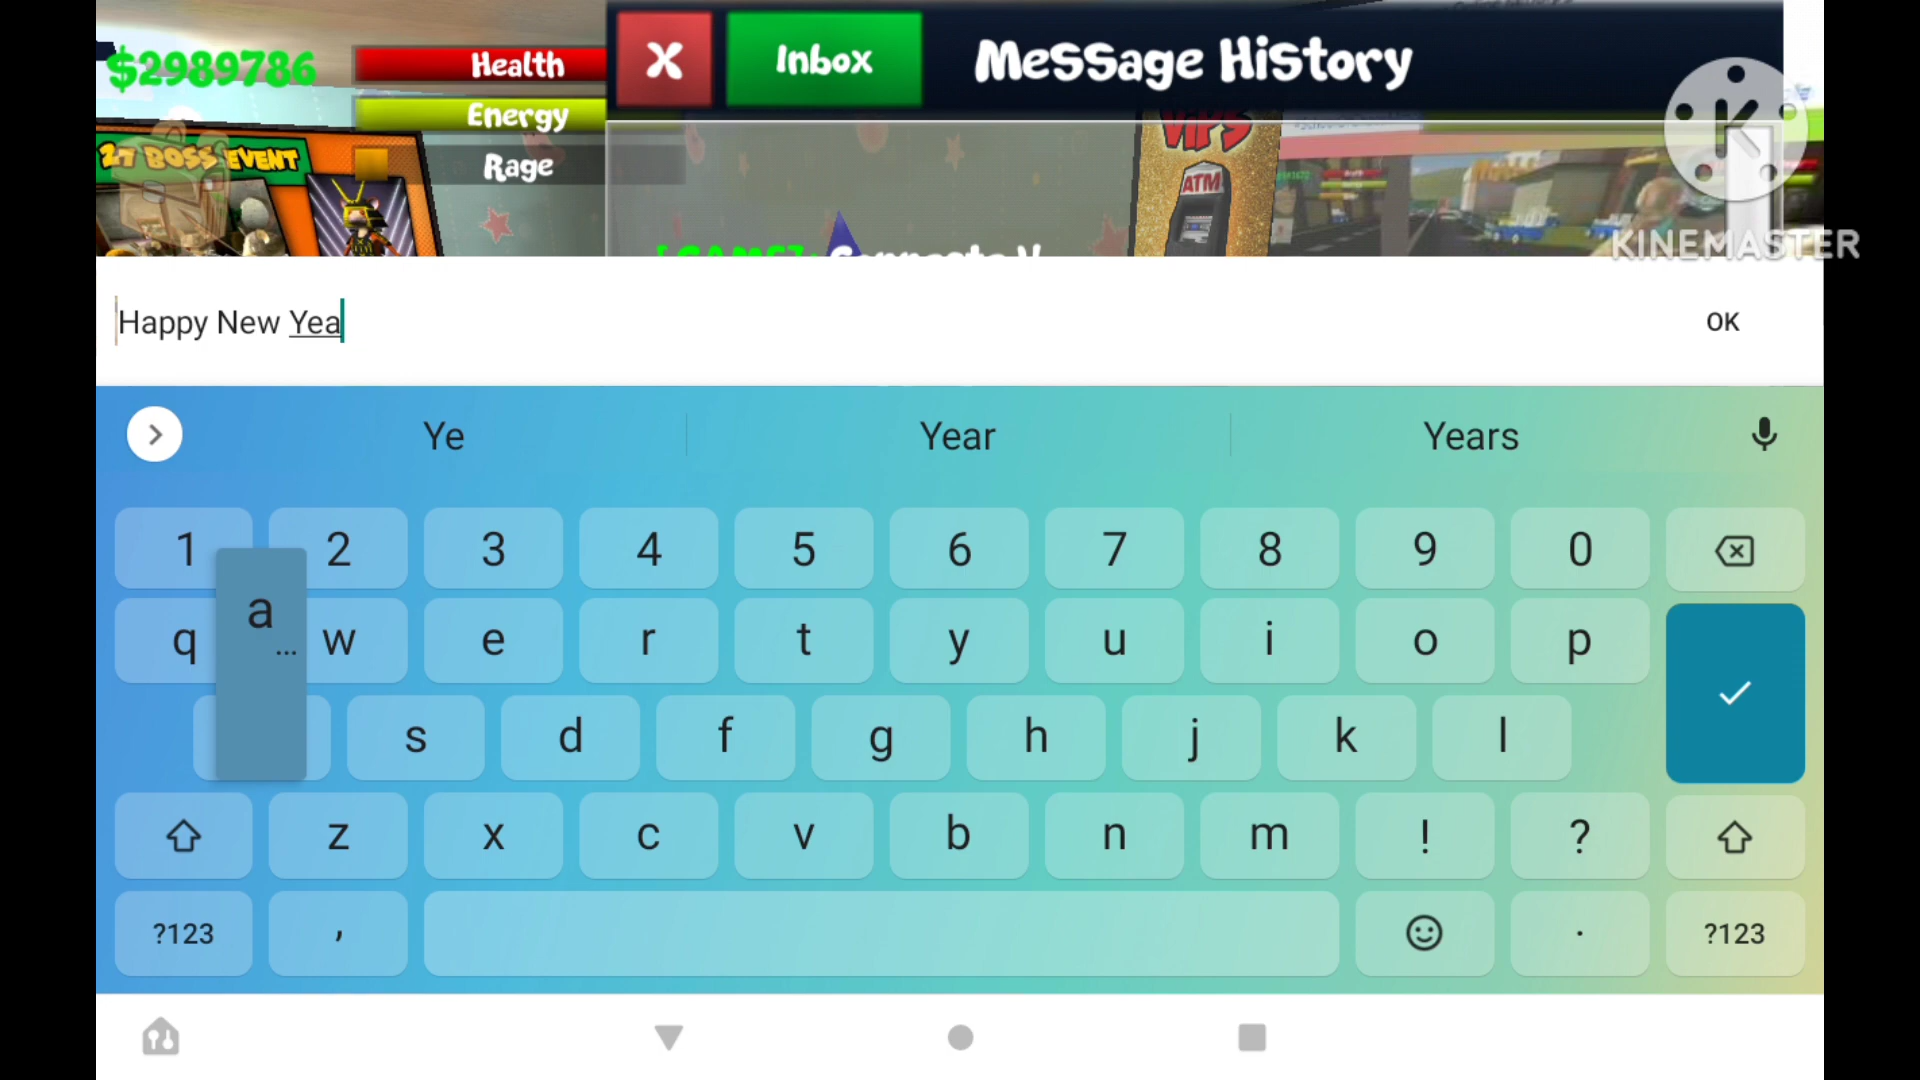 $2989786
Health
Energy
Rage
X
Inbox
Message History
27 BOSS EVENT
VIPS
ATM
K
KINEMASTER
Happy New Yea
OK
Ye
Year
Years
1 2 3 4 5 6 7 8 9 0
a
...
q w e r t y u i o p
s d f g h j k l
z x c v b n m ! ?
?123 , . ?123